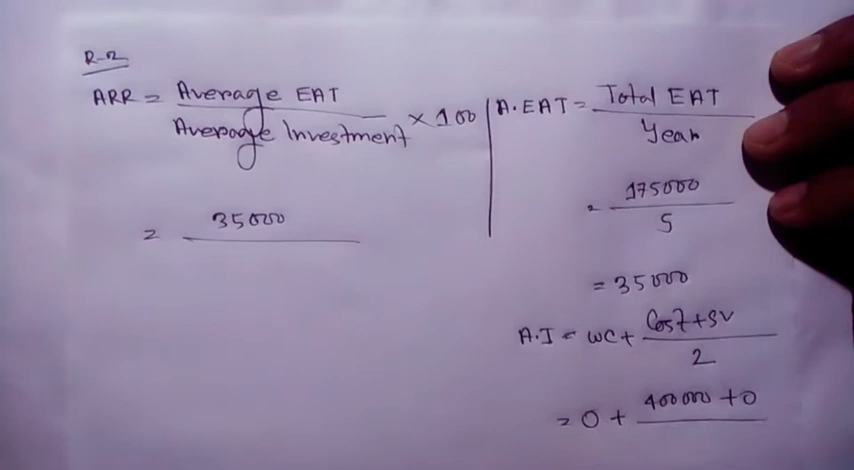 R-2
ARR = Average EAT / Average Investment × 100
= 35000
A.EAT = Total EAT / Year
= 175000 / 5
= 35000
A.I = WC + Cost+SV / 2
= 0 + 400000 + 0